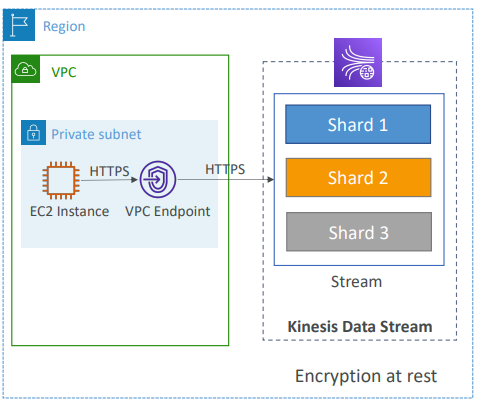 Region
VPC
Private subnet
HTTPS
HTTPS
EC2 Instance
VPC Endpoint
Shard 1
Shard 2
Shard 3
Stream
Kinesis Data Stream
Encryption at rest